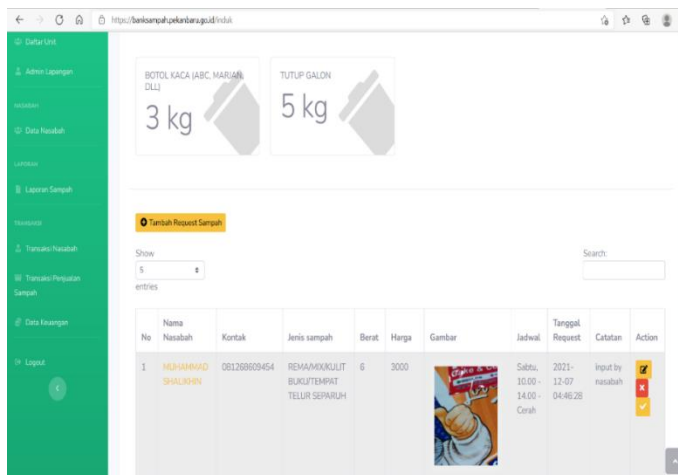 https://banksampah.pekanbaru.go.id/induk
Daftar Unit
Admin Lapangan
NASABAH
Data Nasabah
LAPORAN
Laporan Sampah
TRANSAKSI
Transaksi Nasabah
Transaksi Penjualan
Sampah
Data Keuangan
Logout
BOTOL KACA (ABC, MARJAN,
DLL)
3 kg
TUTUP GALON
5 kg
Tambah Request Sampah
Show
5
entries
Search:
No Nama Nasabah Kontak Jenis sampah Berat Harga Gambar Jadwal Tanggal Request Catatan Action
1 MUHAMMAD 081268609454 REMA/MIX/KULIT 6 3000 Sabtu, 2021- input by
SHALIKHIN BUKU/TEMPAT 10.00 - 12-07 nasabah
TELUR SEPARUH 14.00 - 04:46:28
Cerah